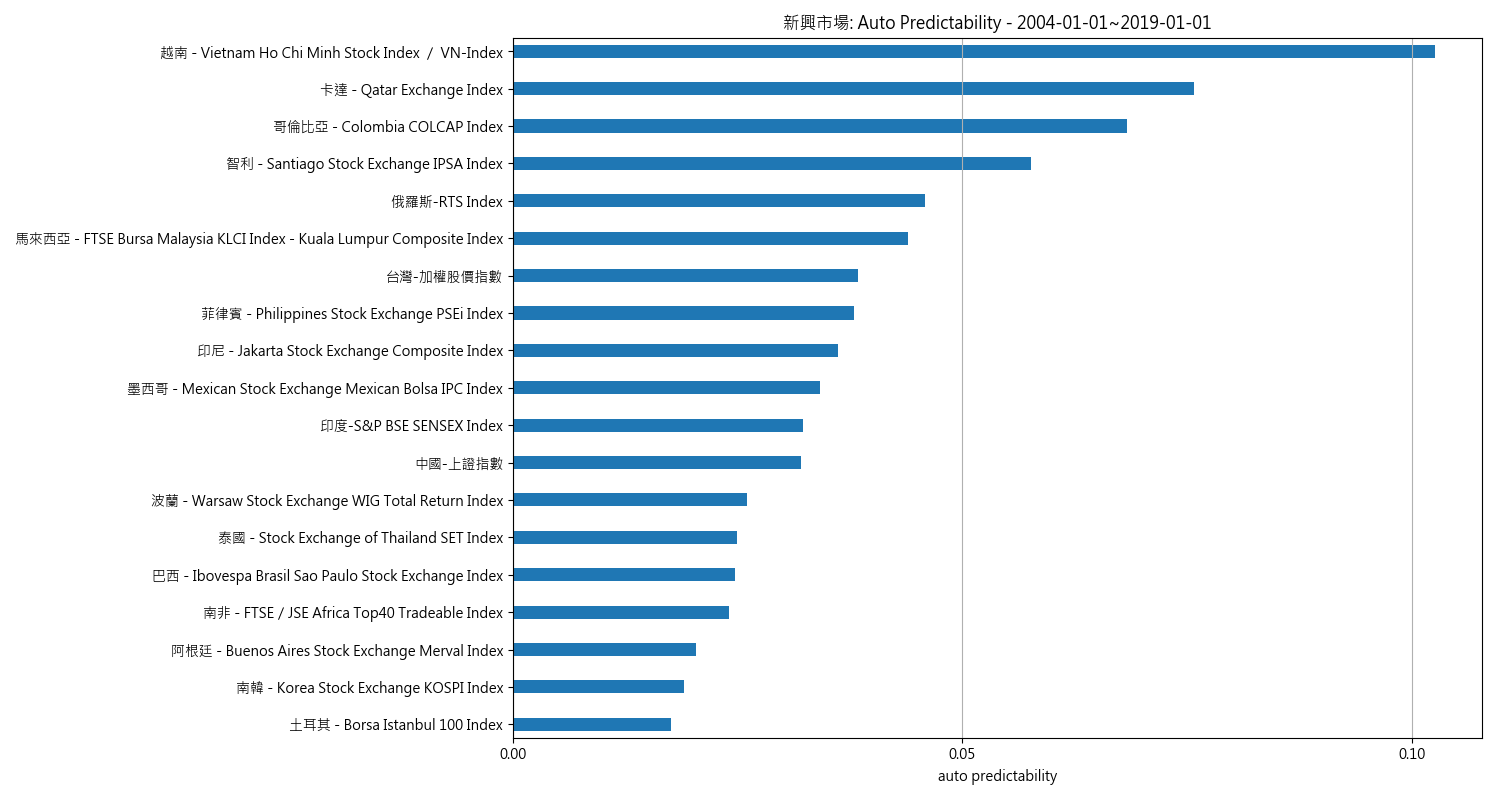 新興市場: Auto Predictability - 2004-01-01~2019-01-01
越南 - Vietnam Ho Chi Minh Stock Index / VN-Index
卡達 - Qatar Exchange Index
哥倫比亞 - Colombia COLCAP Index
智利 - Santiago Stock Exchange IPSA Index
俄羅斯-RTS Index
馬來西亞 - FTSE Bursa Malaysia KLCI Index - Kuala Lumpur Composite Index
台灣-加權股價指數
菲律賓 - Philippines Stock Exchange PSEi Index
印尼 - Jakarta Stock Exchange Composite Index
墨西哥 - Mexican Stock Exchange Mexican Bolsa IPC Index
印度-S&P BSE SENSEX Index
中國-上證指數
波蘭 - Warsaw Stock Exchange WIG Total Return Index
泰國 - Stock Exchange of Thailand SET Index
巴西 - Ibovespa Brasil Sao Paulo Stock Exchange Index
南非 - FTSE / JSE Africa Top40 Tradeable Index
阿根廷 - Buenos Aires Stock Exchange Merval Index
南韓 - Korea Stock Exchange KOSPI Index
土耳其 - Borsa Istanbul 100 Index
0.00 0.05 0.10
auto predictability